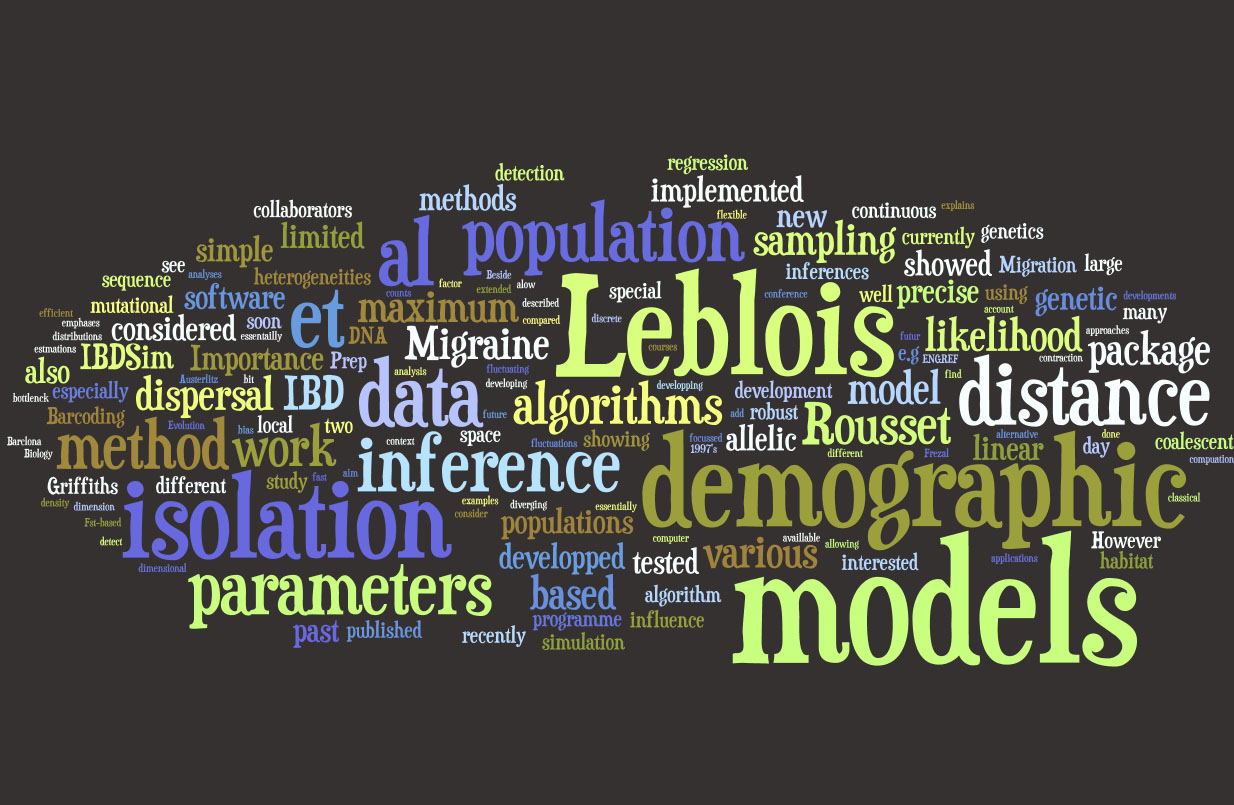 regression
detection
implemented
methods
collaborators
flexible
new
continuous
explains
limited
al
population
sampling
currently
genetics
simple
see
analyses
heterogeneities
Beside
inferences
showed
Migration
large
sequence
factor
alow
counts
extended
described
special
Leblois
conference
well
precise
using
genetic
developments
mutational
software
et
maximum
account
many
efficient
emphases
considered
soon
compared
discrete
distributions
essentailly
DNA
Migraine
courses
futur
likelihood
approaches
estmations
IBDSim
Importance
Prep
e.g
ENGREF
contraction
package
also
Austerlitz
bit
analysis
fluctuating
find
bottlenck
especially
dispersal
IBD
data
developing
algorithms
developping
development
model
distance
Barcoding
Evolution
bias
local
two
future
add
robust
Rousset
alternative
done
Barclona
Biology
method
work
context
space
fluctuations
showing
focussed
1997's
allelic
different
Frezal
linear
day
coalescent
compuation
Griffiths
different
study
fast
aim
inference
demographic
density
dimension
examples
consider
diverging
essentially
classical
Fst-based
isolation
populations
detect
computer
availlable
allowing
However
dimensional
parameters
developped
tested
various
interested
applications
habitat
based
algorithm
models
programme
influence
past
published
recently
simulation